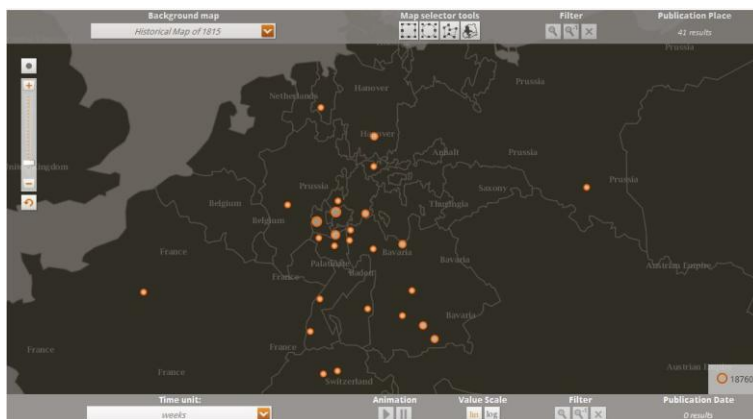 Background map
Map selector tools
Filter
Publication Place
Historical Map of 1815
41 results
Prussia
Netherlands
Hanover
Hanover
Anhalt
Prussia
Prussia
Prussia
Saxony
Belgium
Thuringia
Belgium
France
Bavaria
Palatinate
Bavaria
Austrian Empire
France
Bavaria
France
France
France
Switzerland
Austrian
18760
Time unit:
Animation
Value Scale
Filter
Publication Date
weeks
lin
log
0 results